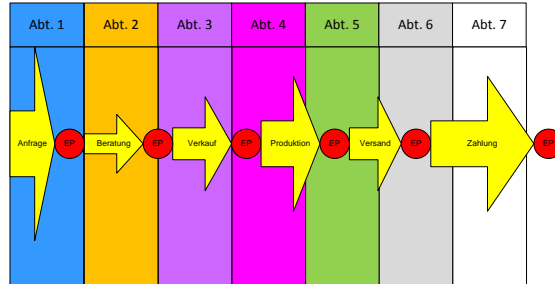 Abt. 1 Abt. 2 Abt. 3 Abt. 4 Abt. 5 Abt. 6 Abt. 7
Anfrage EP Beratung EP Verkauf EP Produktion EP Versand EP Zahlung EP